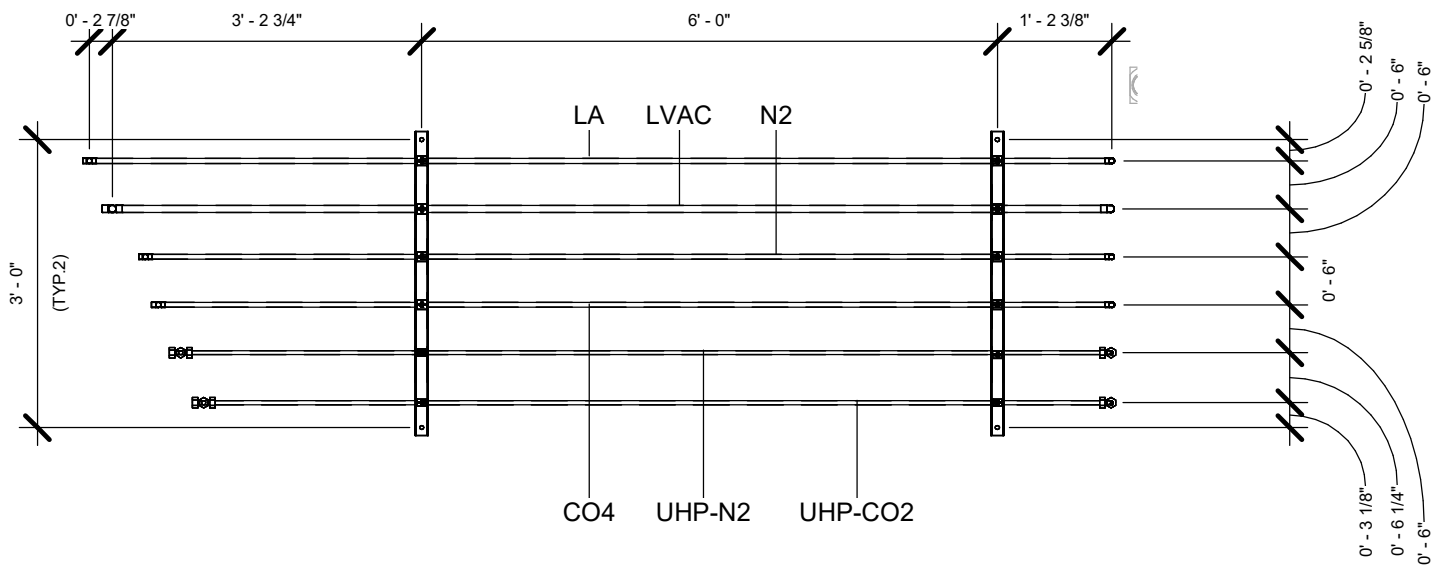 0' - 2 7/8"
3' - 2 3/4"
6' - 0"
1' - 2 3/8"
0' - 2 5/8"
0' - 6"
0' - 6"
LA
LVAC
N2
3' - 0"
(TYP.2)
0' - 6"
CO4
UHP-N2
UHP-CO2
0' - 3 1/8"
0' - 6 1/4"
0' - 6"